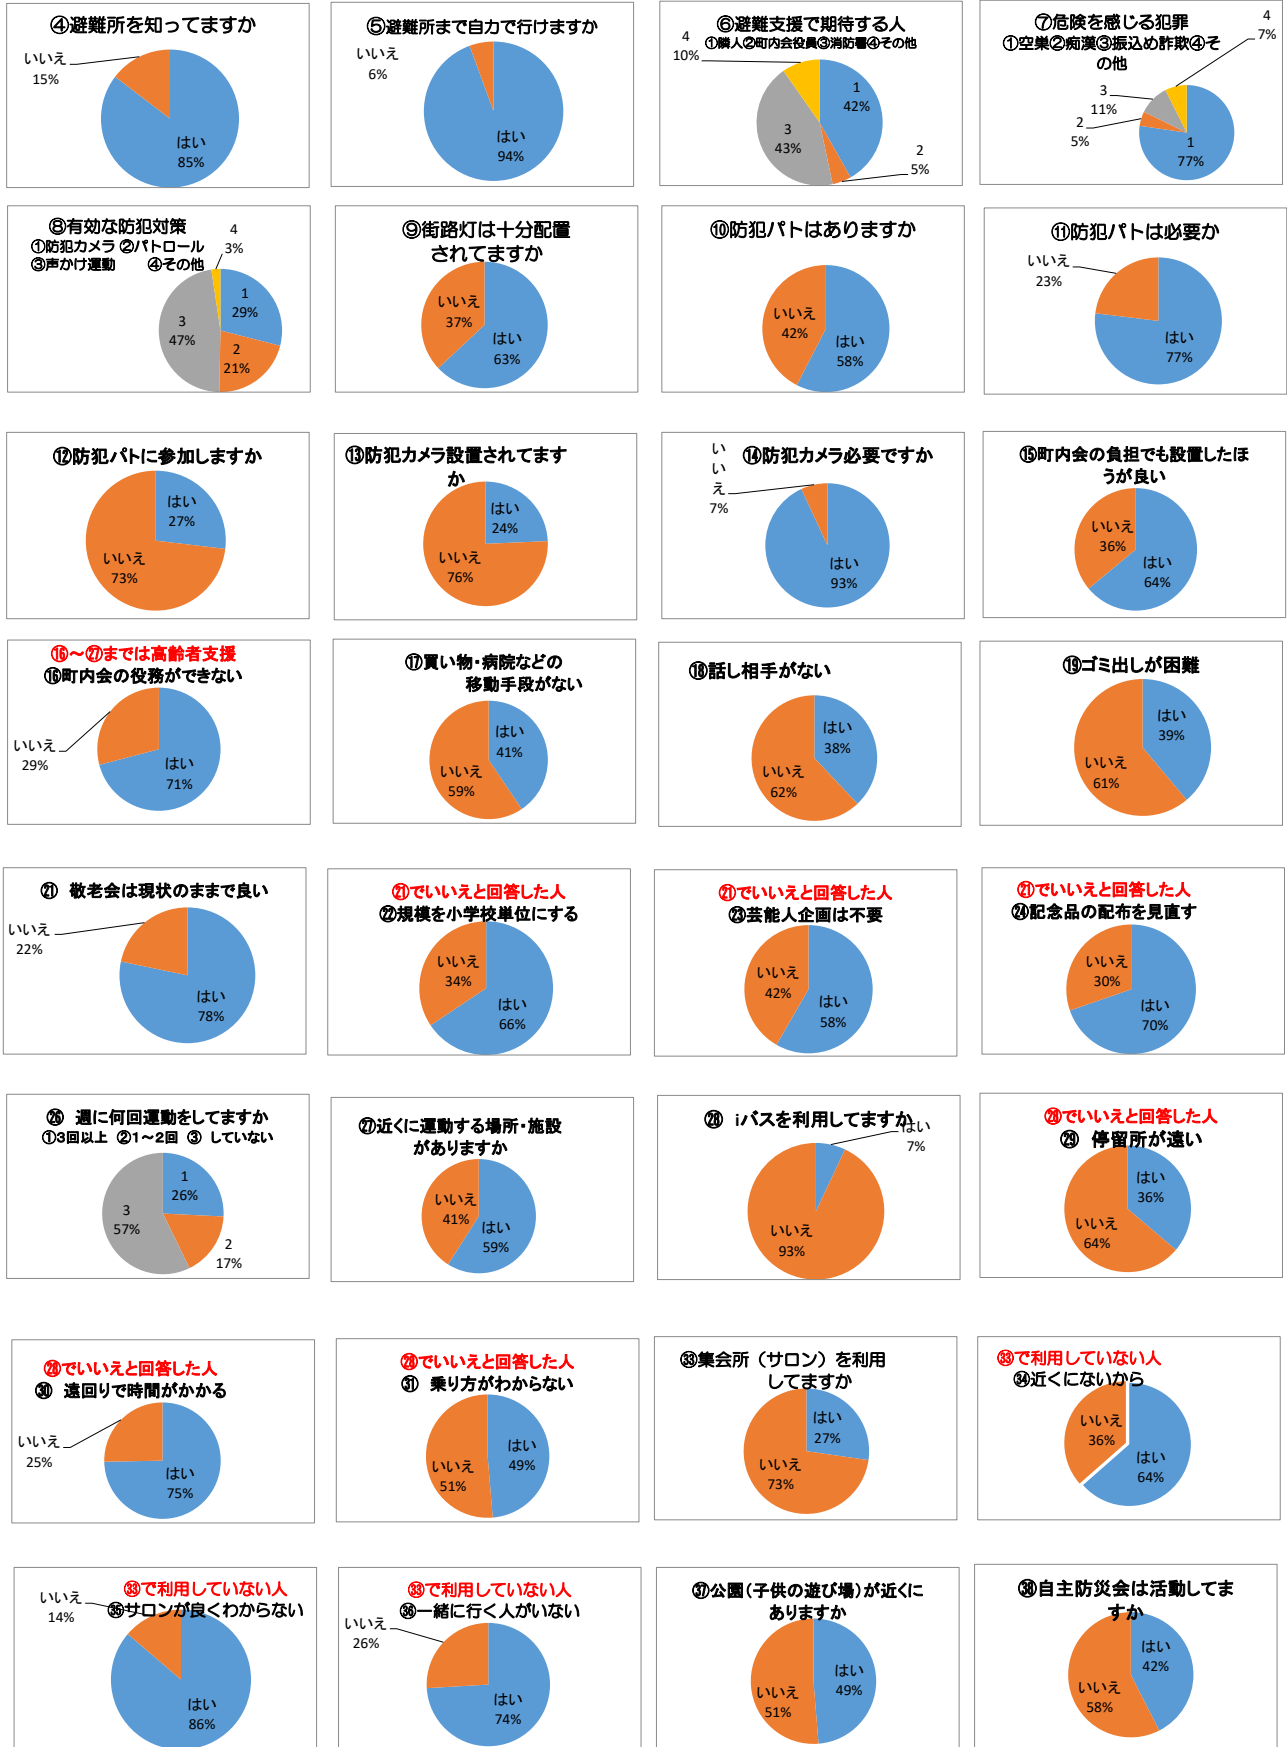 ④避難所を知ってますか
いいえ
15%
はい
85%
⑤避難所まで自力で行けますか
いいえ
6%
はい
94%
⑥避難支援で期待する人
①隣人②町内会役員③消防署④その他
4
10%
1
42%
3
43%
2
5%
⑦危険を感じる犯罪
①空巣②痴漢③振込め詐欺④そ
の他
4
7%
3
11%
2
5%
1
77%
⑧有効な防犯対策
①防犯カメラ ②パトロール
③声かけ運動 ④その他
4
3%
1
29%
3
47%
2
21%
⑨街路灯は十分配置
されてますか
いいえ
37%
はい
63%
⑩防犯パトはありますか
いいえ
42%
はい
58%
⑪防犯パトは必要か
いいえ
23%
はい
77%
⑫防犯パトに参加しますか
はい
27%
いいえ
73%
⑬防犯カメラ設置されてます
か
はい
24%
いいえ
76%
⑭防犯カメラ必要ですか
い
い
え
7%
はい
93%
⑮町内会の負担でも設置したほ
うが良い
いいえ
36%
はい
64%
⑯～㉗までは高齢者支援
⑯町内会の役務ができない
いいえ
29%
はい
71%
⑰買い物・病院などの
移動手段がない
はい
41%
いいえ
59%
⑱話し相手がない
はい
38%
いいえ
62%
⑲ゴミ出しが困難
はい
39%
いいえ
61%
㉑ 敬老会は現状のままで良い
いいえ
22%
はい
78%
㉑でいいえと回答した人
㉒規模を小学校単位にする
いいえ
34%
はい
66%
㉑でいいえと回答した人
㉓芸能人企画は不要
いいえ
42%
はい
58%
㉑でいいえと回答した人
㉔記念品の配布を見直す
いいえ
30%
はい
70%
㉖ 週に何回運動をしてますか
①3回以上 ②1～2回 ③ していない
1
26%
3
57%
2
17%
㉗近くに運動する場所・施設
がありますか
いいえ
41%
はい
59%
㉘ iバスを利用してますか
はい
7%
いいえ
93%
㉘でいいえと回答した人
㉙ 停留所が遠い
はい
36%
いいえ
64%
㉘でいいえと回答した人
㉚ 遠回りで時間がかかる
いいえ
25%
はい
75%
㉘でいいえと回答した人
㉛ 乗り方がわからない
はい
49%
いいえ
51%
㉝集会所（サロン）を利用
してますか
はい
27%
いいえ
73%
㉝で利用していない人
㉞近くにないから
いいえ
36%
はい
64%
㉝で利用していない人
㉟サロンが良くわからない
いいえ
14%
はい
86%
㉝で利用していない人
㊱一緒に行く人がいない
いいえ
26%
はい
74%
㊲公園(子供の遊び場)が近くに
ありますか
はい
49%
いいえ
51%
㊳自主防災会は活動してま
すか
はい
42%
いいえ
58%